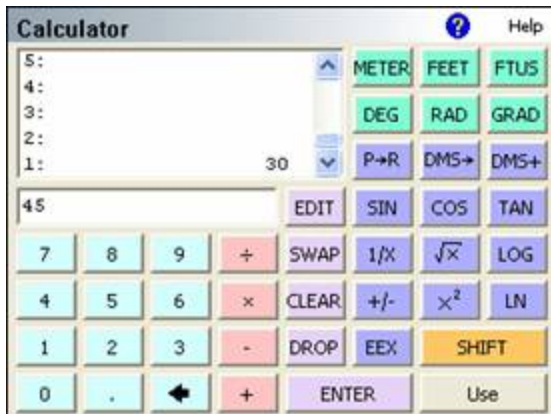 Calculator ? Help
5: METER FEET FTUS
4:
3: DEG RAD GRAD
2:
1: 30 P→R DMS→ DMS+
45 EDIT SIN COS TAN
7 8 9 ÷ SWAP 1/X √x LOG
4 5 6 × CLEAR +/- x² LN
1 2 3 - DROP EEX SHIFT
0 . + ENTER Use